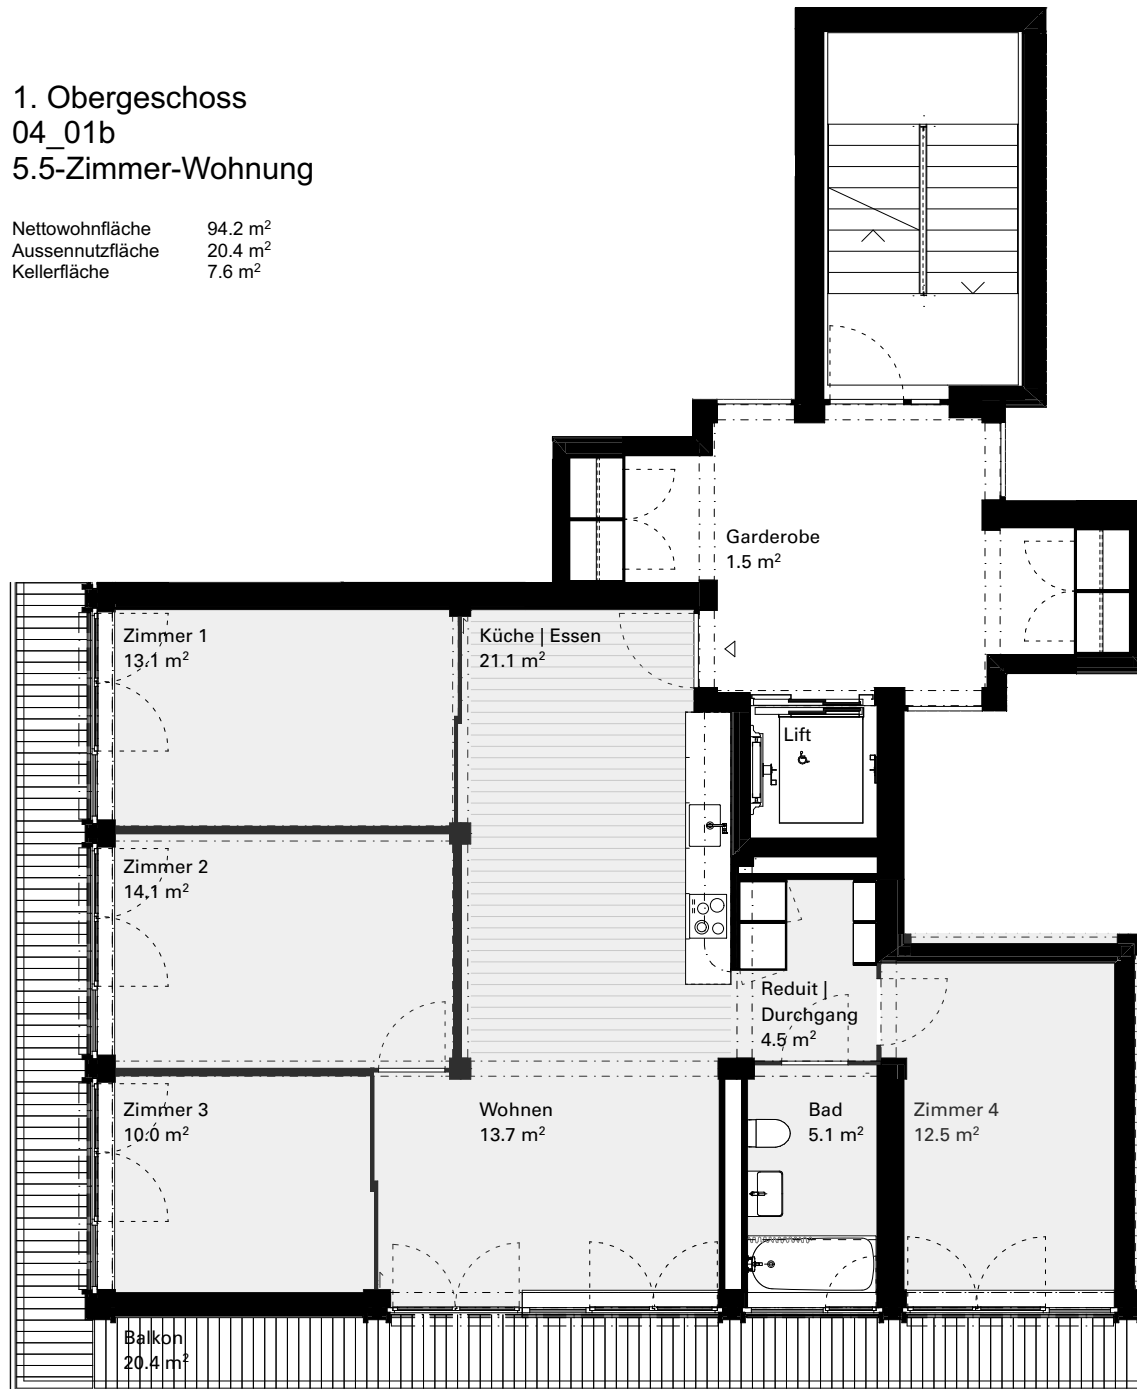 1. Obergeschoss
04_01b
5.5-Zimmer-Wohnung
Nettowohnfläche 94.2 m²
Aussennutzfläche 20.4 m²
Kellerfläche 7.6 m²
Garderobe
1.5 m²
Zimmer 1
13.1 m²
Küche | Essen
21.1 m²
Lift
Zimmer 2
14.1 m²
Reduit |
Durchgang
4.5 m²
Zimmer 3
10.0 m²
Wohnen
13.7 m²
Bad
5.1 m²
Zimmer 4
12.5 m²
Balkon
20.4 m²